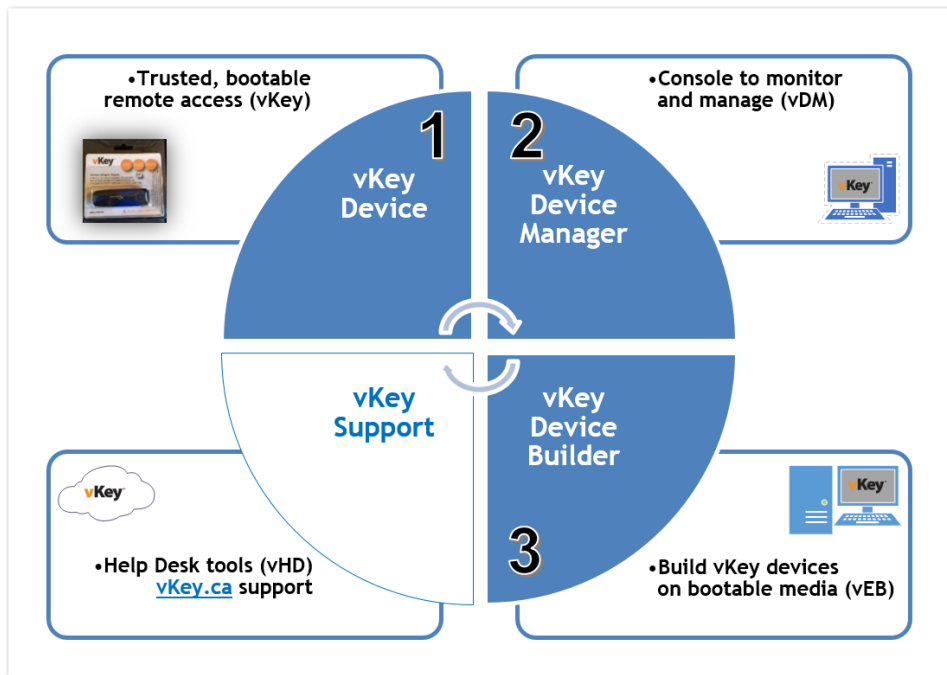 •Trusted, bootable
remote access (vKey)
vKey
1
vKey
Device
•Console to monitor
and manage (vDM)
vKey
2
vKey
Device
Manager
vKey
Support
vKey
•Help Desk tools (vHD)
vKey.ca support
vKey
Device
Builder
3
vKey
•Build vKey devices
on bootable media (vEB)